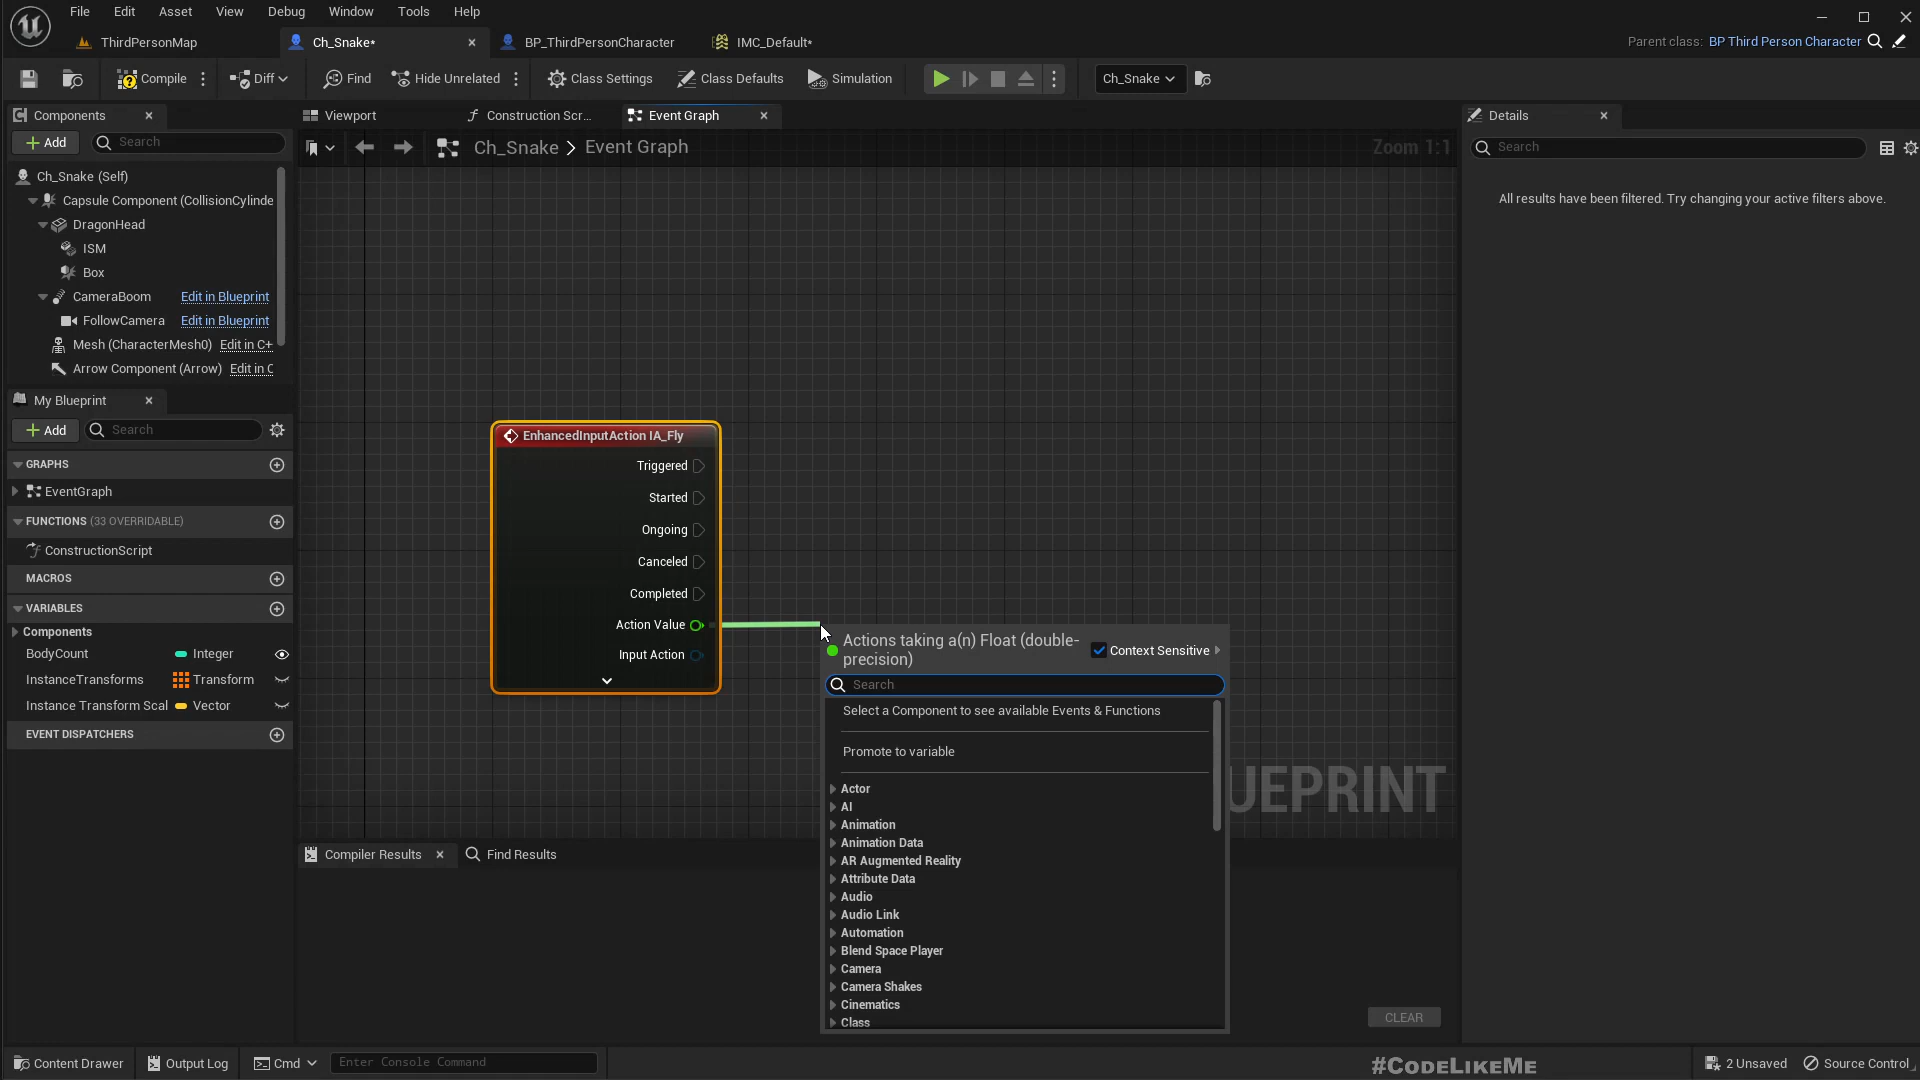 File Edit Asset View Debug Window Tools Help
ThirdPersonMap
Ch_Snake*
BP_ThirdPersonCharacter
IMC_Default*
Parent class: BP Third Person Character
Compile
Diff
Find
Hide Unrelated
Class Settings
Class Defaults
Simulation
Ch_Snake
Components
Add
Search
Ch_Snake (Self)
Capsule Component (CollisionCylinde
DragonHead
ISM
Box
CameraBoom Edit in Blueprint
FollowCamera Edit in Blueprint
Mesh (CharacterMesh0) Edit in C+
Arrow Component (Arrow) Edit in C
My Blueprint
Add
Search
GRAPHS
EventGraph
FUNCTIONS (33 OVERRIDABLE)
ConstructionScript
MACROS
VARIABLES
Components
BodyCount Integer
InstanceTransforms Transform
Instance Transform Scal Vector
EVENT DISPATCHERS
Viewport
Construction Scr...
Event Graph
Ch_Snake > Event Graph
Zoom 1:1
EnhancedInputAction IA_Fly
Triggered
Started
Ongoing
Canceled
Completed
Action Value
Input Action
Actions taking a(n) Float (double-
precision)
Context Sensitive
Search
Select a Component to see available Events & Functions
Promote to variable
Actor
AI
Animation
Animation Data
AR Augmented Reality
Attribute Data
Audio
Audio Link
Automation
Blend Space Player
Camera
Camera Shakes
Cinematics
Class
UEPRINT
Compiler Results
Find Results
CLEAR
Details
Search
All results have been filtered. Try changing your active filters above.
Content Drawer
Output Log
Cmd
Enter Console Command
#CodeLikeMe
2 Unsaved
Source Control